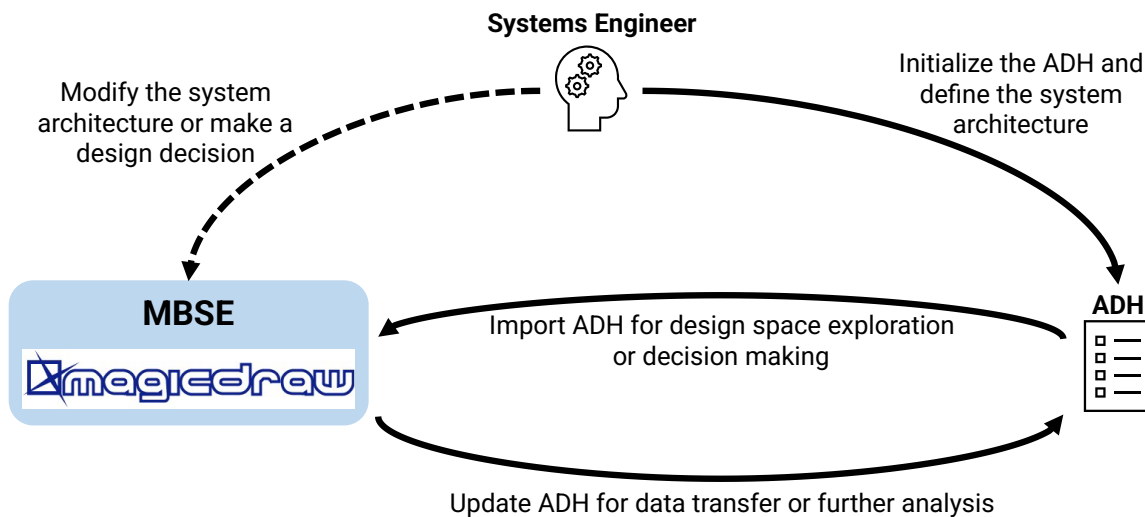 Systems Engineer
Modify the system
architecture or make a
design decision
Initialize the ADH and
define the system
architecture
MBSE
magicdraw
ADH
Import ADH for design space exploration
or decision making
Update ADH for data transfer or further analysis